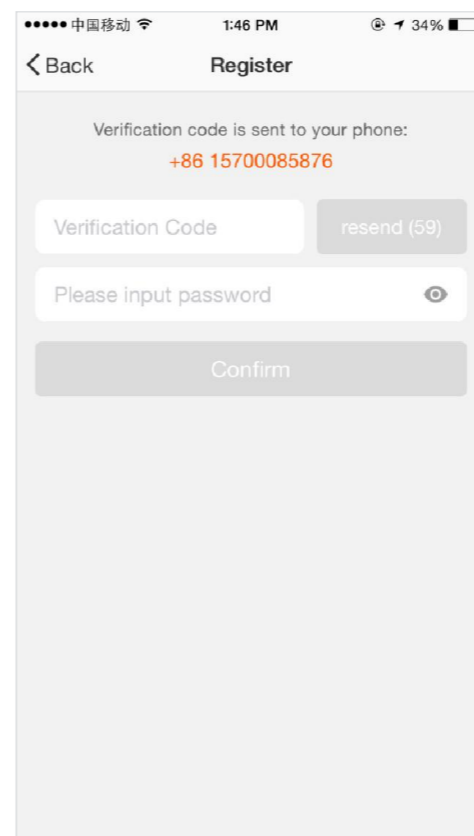 中国移动 1:46 PM 34%
Back Register
Verification code is sent to your phone:
+86 15700085876
Verification Code resend (59)
Please input password
Confirm